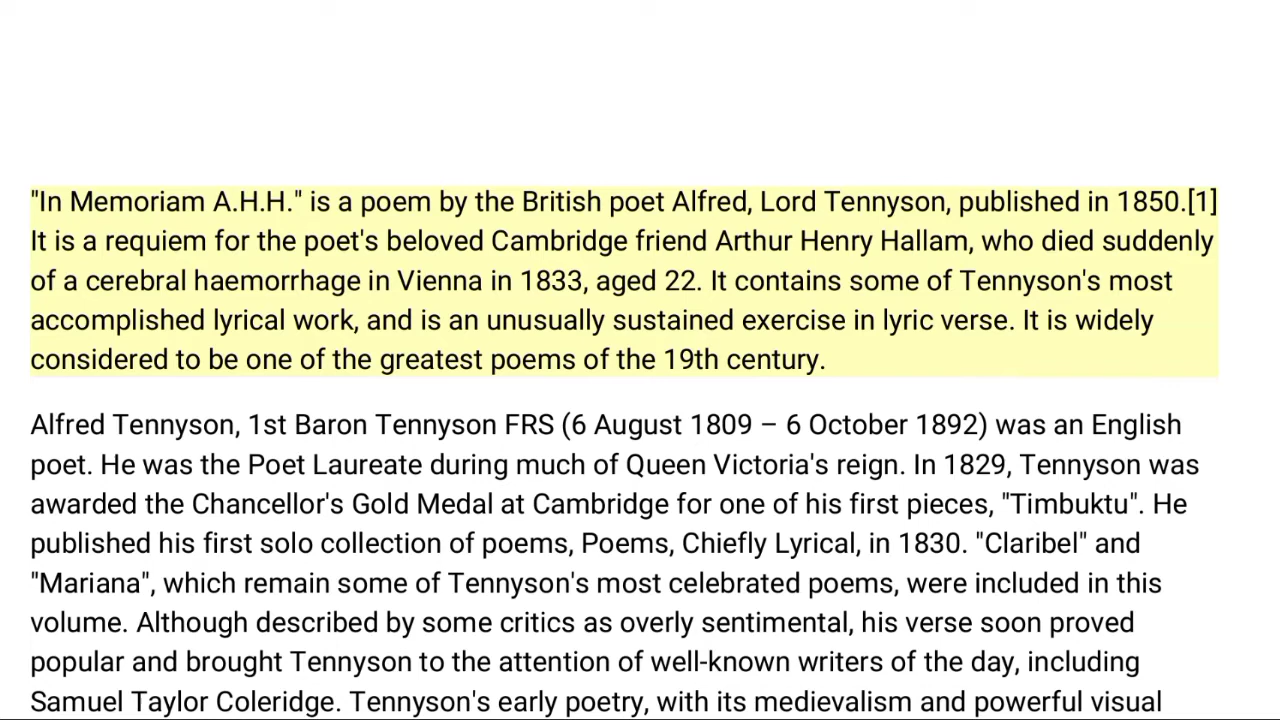 "In Memoriam A.H.H." is a poem by the British poet Alfred, Lord Tennyson, published in 1850.[1]
It is a requiem for the poet's beloved Cambridge friend Arthur Henry Hallam, who died suddenly
of a cerebral haemorrhage in Vienna in 1833, aged 22. It contains some of Tennyson's most
accomplished lyrical work, and is an unusually sustained exercise in lyric verse. It is widely
considered to be one of the greatest poems of the 19th century.
Alfred Tennyson, 1st Baron Tennyson FRS (6 August 1809 – 6 October 1892) was an English
poet. He was the Poet Laureate during much of Queen Victoria's reign. In 1829, Tennyson was
awarded the Chancellor's Gold Medal at Cambridge for one of his first pieces, "Timbuktu". He
published his first solo collection of poems, Poems, Chiefly Lyrical, in 1830. "Claribel" and
"Mariana", which remain some of Tennyson's most celebrated poems, were included in this
volume. Although described by some critics as overly sentimental, his verse soon proved
popular and brought Tennyson to the attention of well-known writers of the day, including
Samuel Taylor Coleridge. Tennyson's early poetry, with its medievalism and powerful visual